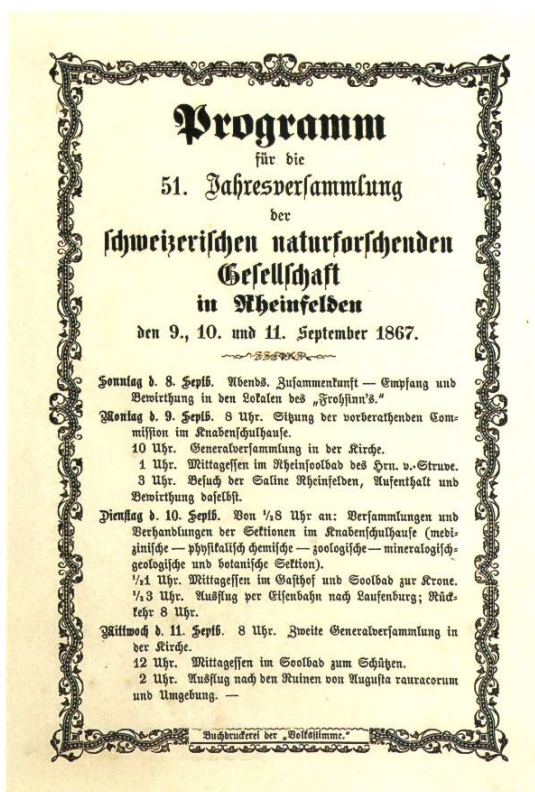 Programm
für die
51. Jahresversammlung
der
schweizerischen naturforschenden
Gesellschaft
in Rheinfelden
den 9., 10. und 11. September 1867.
Sonntag d. 8. Septb. Abends. Zusammenkunft — Empfang und
Bewirthung in den Lokalen des „Frohsinn's.“
Montag d. 9. Septb. 8 Uhr. Sitzung der vorberathenden Com-
mission im Knabenschulhause.
10 Uhr. Generalversammlung in der Kirche.
1 Uhr. Mittagessen im Rheinsoolbad des Hrn. v. Struve.
3 Uhr. Besuch der Saline Rheinfelden, Aufenthalt und
Bewirthung daselbst.
Dienstag d. 10. Septb. Von ½8 Uhr an: Versammlungen und
Verhandlungen der Sektionen im Knabenschulhause (medi-
zinische — physikalisch chemische — zoologische — mineralogisch-
geologische und botanische Sektion).
½1 Uhr. Mittagessen im Gasthof und Soolbad zur Krone.
½3 Uhr. Ausflug per Eisenbahn nach Laufenburg; Rück-
kehr 8 Uhr.
Mittwoch d. 11. Septb. 8 Uhr. Zweite Generalversammlung in
der Kirche.
12 Uhr. Mittagessen im Soolbad zum Schützen.
2 Uhr. Ausflug nach den Ruinen von Augusta rauracorum
und Umgebung. —
Buchdruckerei der „Volksstimme.“